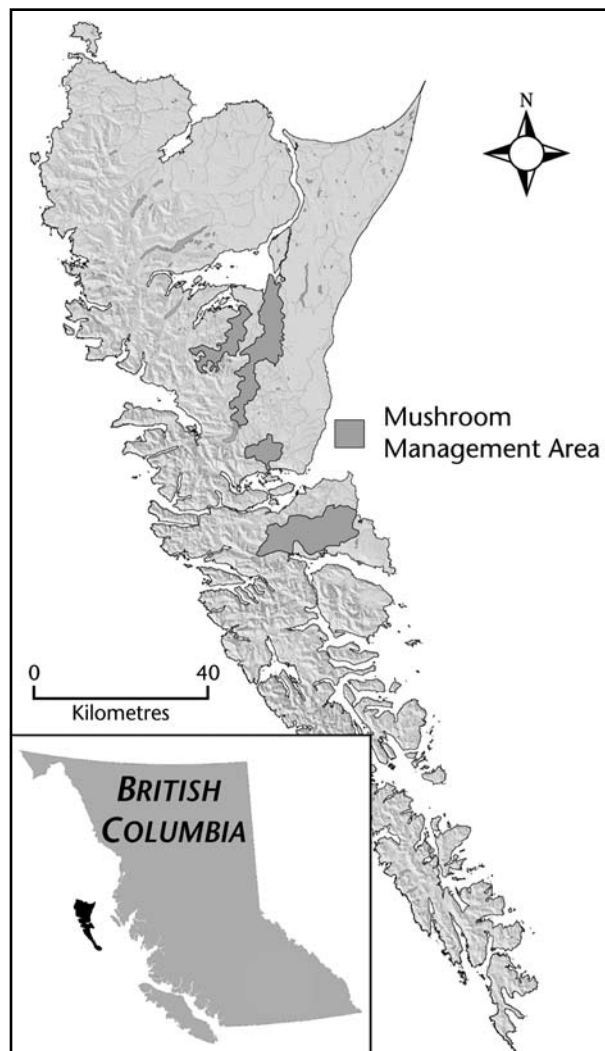 N
Mushroom
Management Area
0 40
Kilometres
BRITISH
COLUMBIA